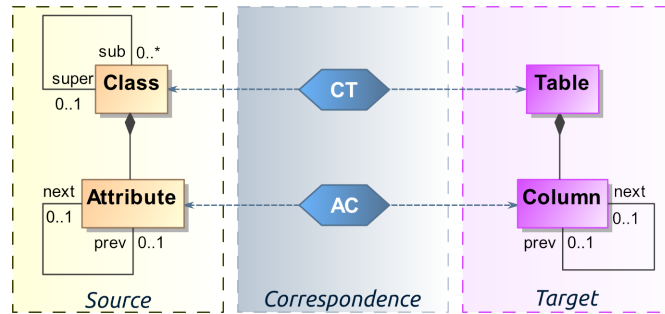 sub 0..*
super
0..1
Class
CT
Table
next
0..1
Attribute
prev 0..1
AC
Column
next
0..1
prev 0..1
Source
Correspondence
Target